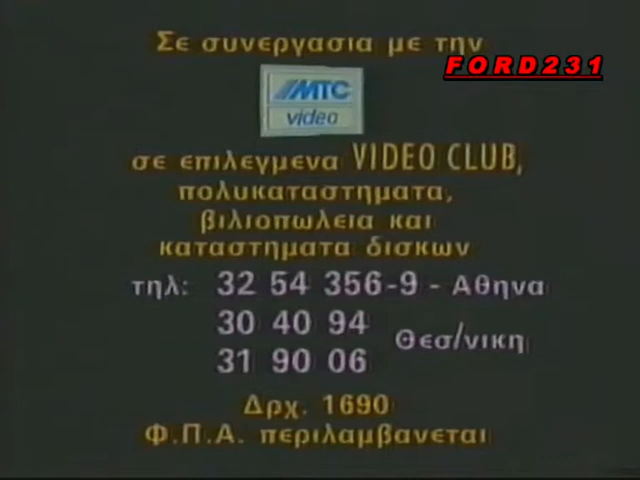 Σε συνεργασια με την
FORD231
MTC
video
σε επιλεγμενα VIDEO CLUB,
πολυκαταστηματα,
βιλιοπωλεια και
καταστηματα δισκων
τηλ: 32 54 356-9 - Αθηνα
30 40 94
Θεσ/νικη
31 90 06
Δρχ. 1690
Φ.Π.Α. περιλαμβανεται